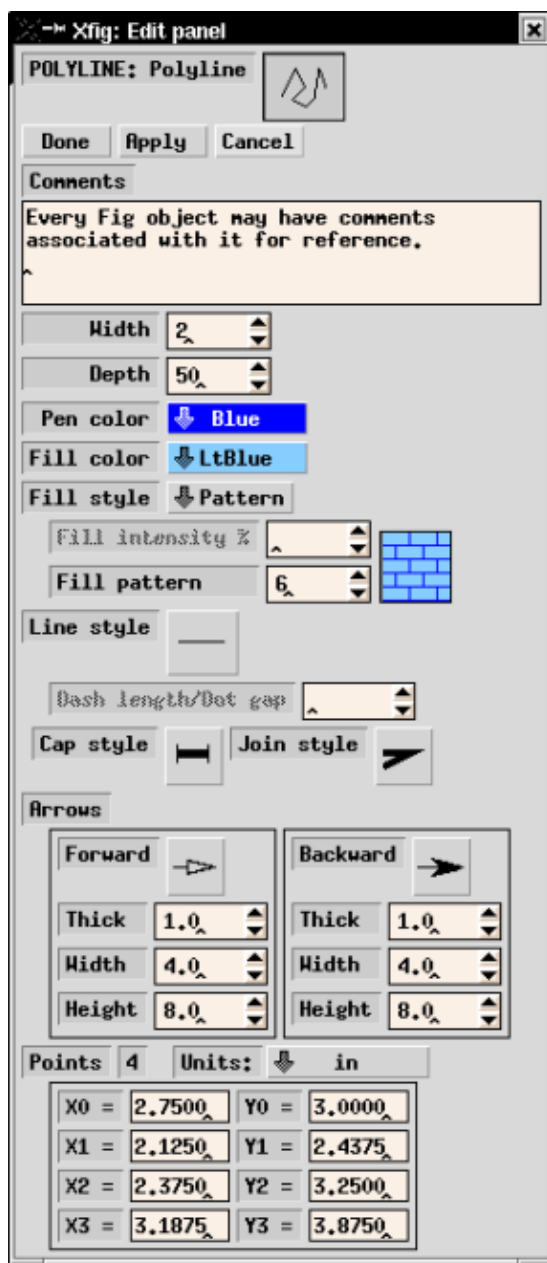 Xfig: Edit panel
POLYLINE: Polyline
Done Apply Cancel
Comments
Every Fig object may have comments
associated with it for reference.
Width 2
Depth 50
Pen color Blue
Fill color LtBlue
Fill style Pattern
Fill intensity %
Fill pattern 6
Line style
Dash length/Dot gap
Cap style Join style
Arrows
Forward Backward
Thick 1.0 Thick 1.0
Width 4.0 Width 4.0
Height 8.0 Height 8.0
Points 4 Units: in
X0 = 2.7500 Y0 = 3.0000
X1 = 2.1250 Y1 = 2.4375
X2 = 2.3750 Y2 = 3.2500
X3 = 3.1875 Y3 = 3.8750